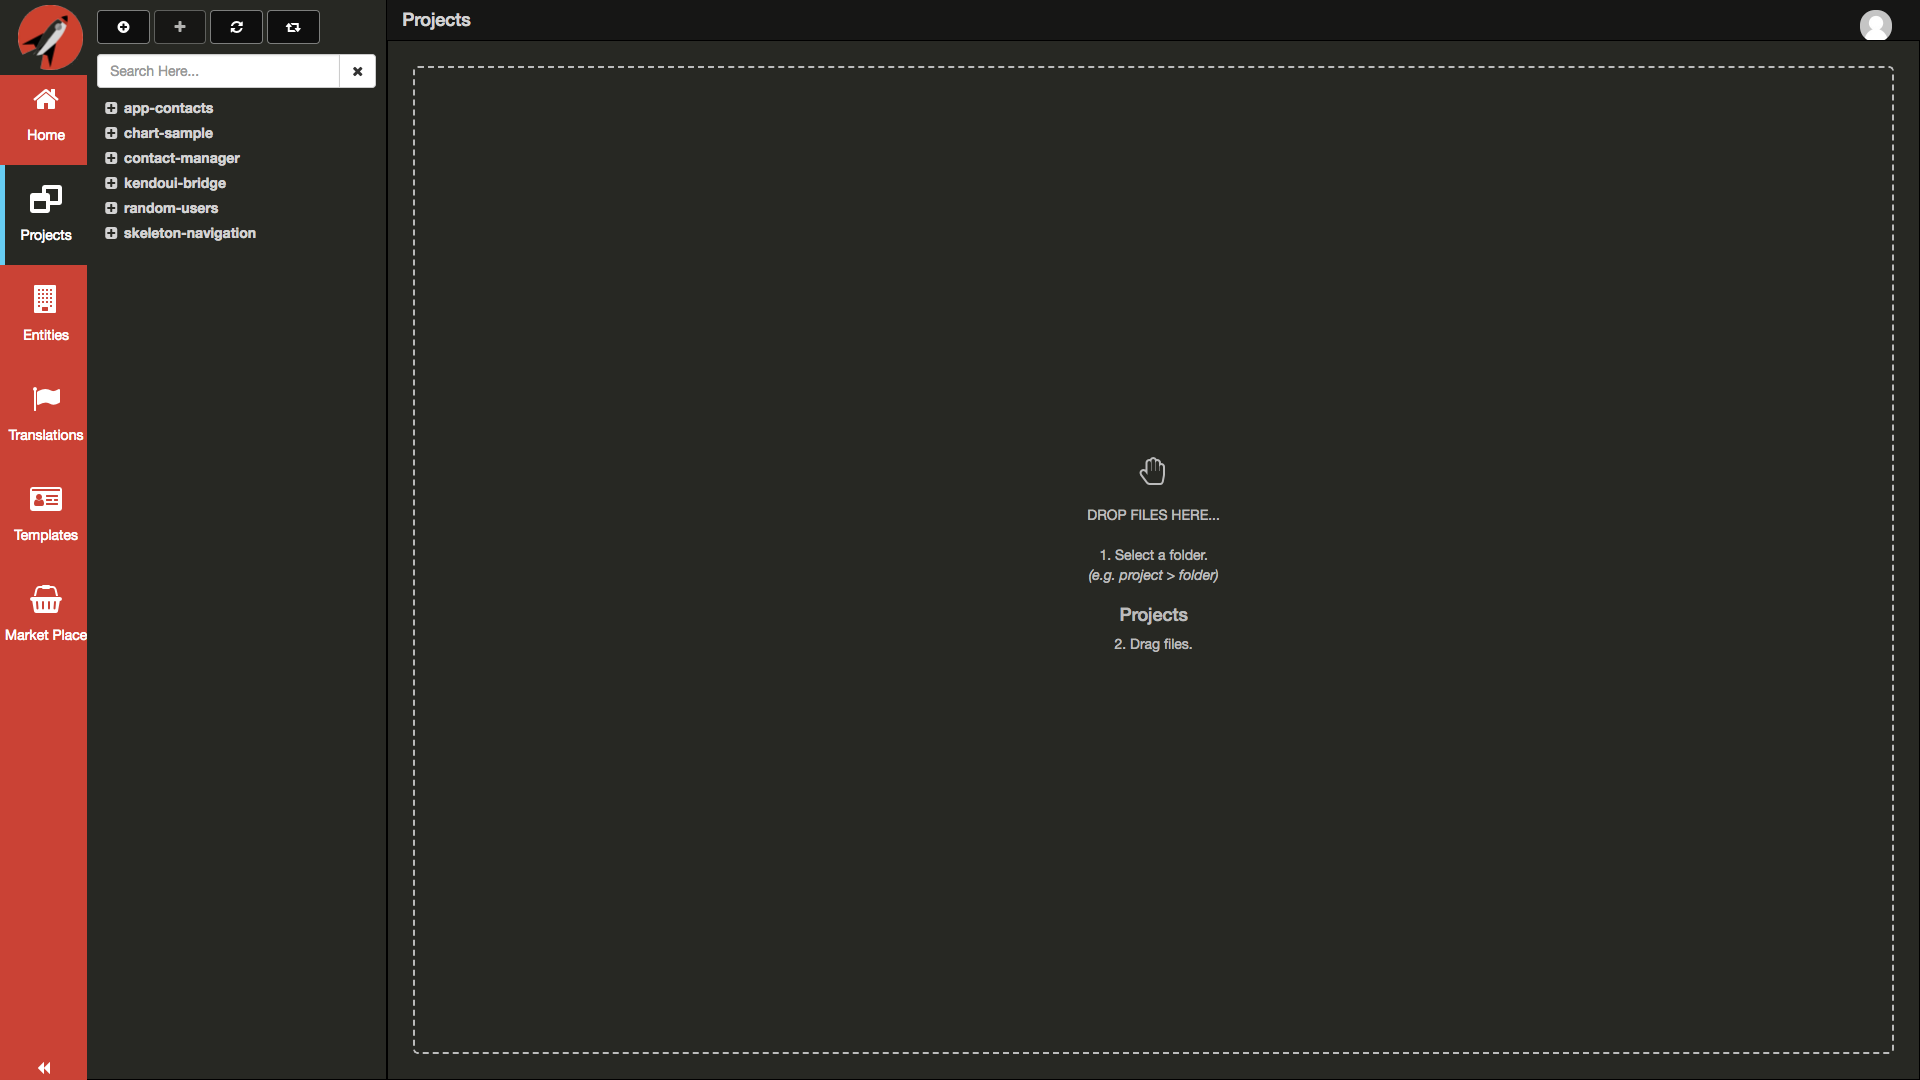 Projects
Search Here...
Home
Projects
Entities
Translations
Templates
Market Place
app-contacts
chart-sample
contact-manager
kendoui-bridge
random-users
skeleton-navigation
DROP FILES HERE...
1. Select a folder.
(e.g. project > folder)
Projects
2. Drag files.